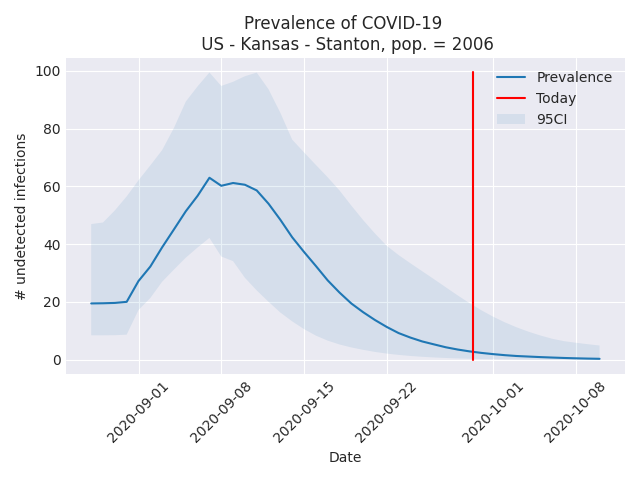 Prevalence of COVID-19
US - Kansas - Stanton, pop. = 2006
Prevalence
Today
95CI
# undetected infections
100
80
60
40
20
0
2020-09-01
2020-09-08
2020-09-15
2020-09-22
2020-10-01
2020-10-08
Date